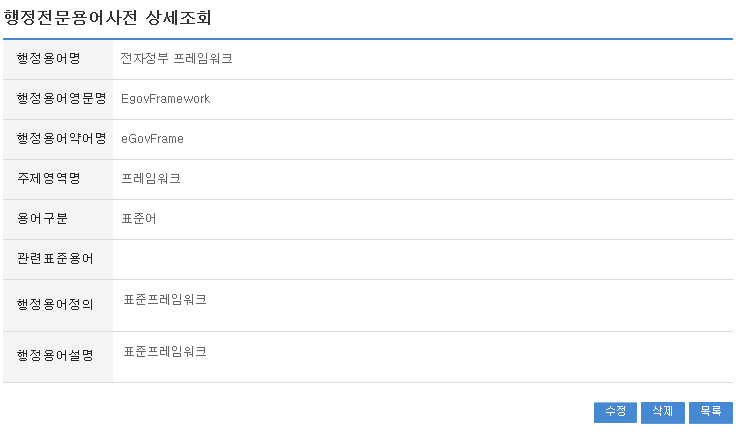 행정전문용어사전 상세조회
행정용어명 전자정부 프레임워크
행정용어영문명 EgovFramework
행정용어약어명 eGovFrame
주제영역명 프레임워크
용어구분 표준어
관련표준용어
행정용어정의 표준프레임워크
행정용어설명 표준프레임워크
수정 삭제 목록